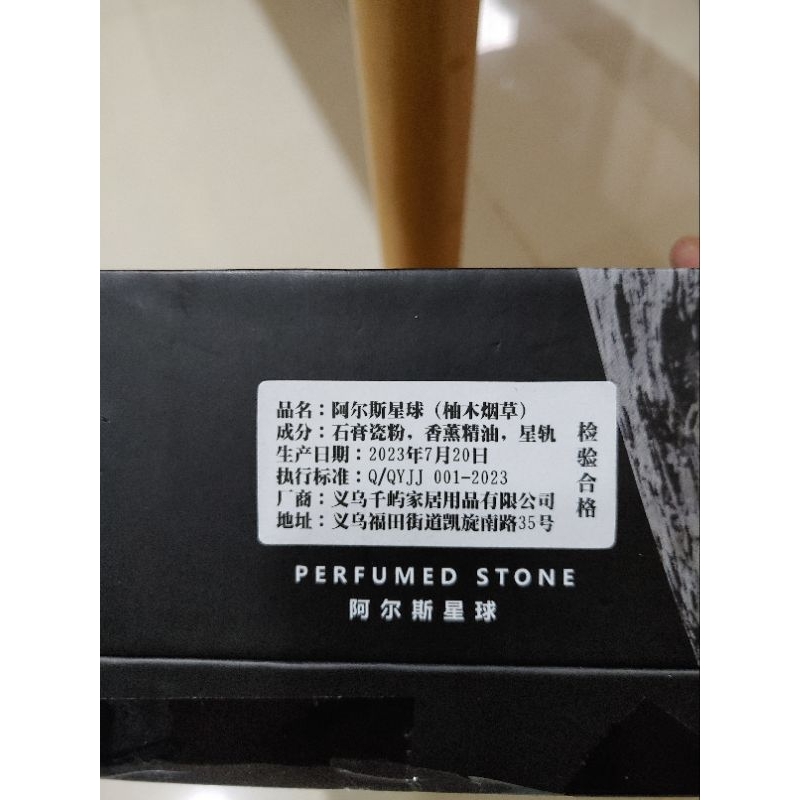 品名：阿尔斯星球（柚木烟草）
成分：石膏瓷粉，香薰精油，星轨
生产日期：2023年7月20日
执行标准：Q/QYJJ 001-2023
厂商：义乌千屿家居用品有限公司
地址：义乌福田街道凯旋南路35号
检验合格
PERFUMED STONE
阿尔斯星球